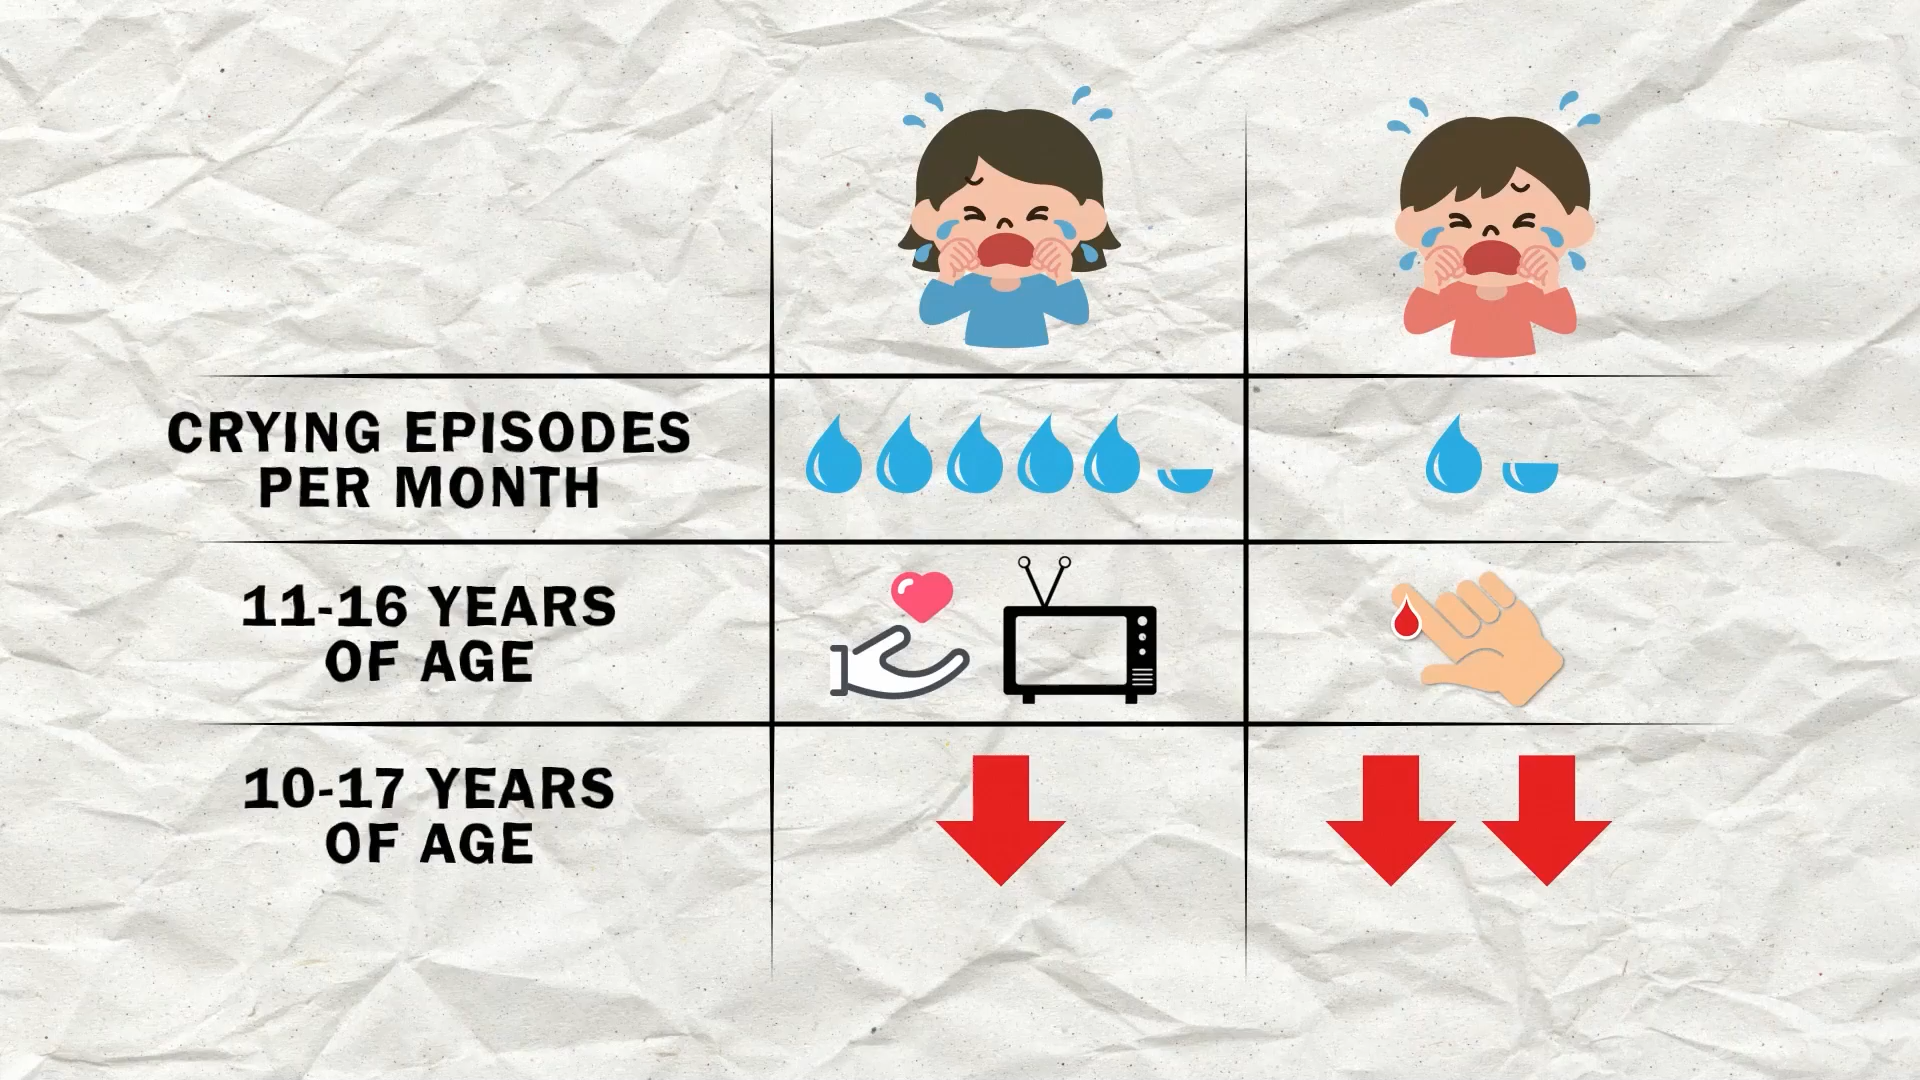 CRYING EPISODES
PER MONTH
11-16 YEARS
OF AGE
10-17 YEARS
OF AGE